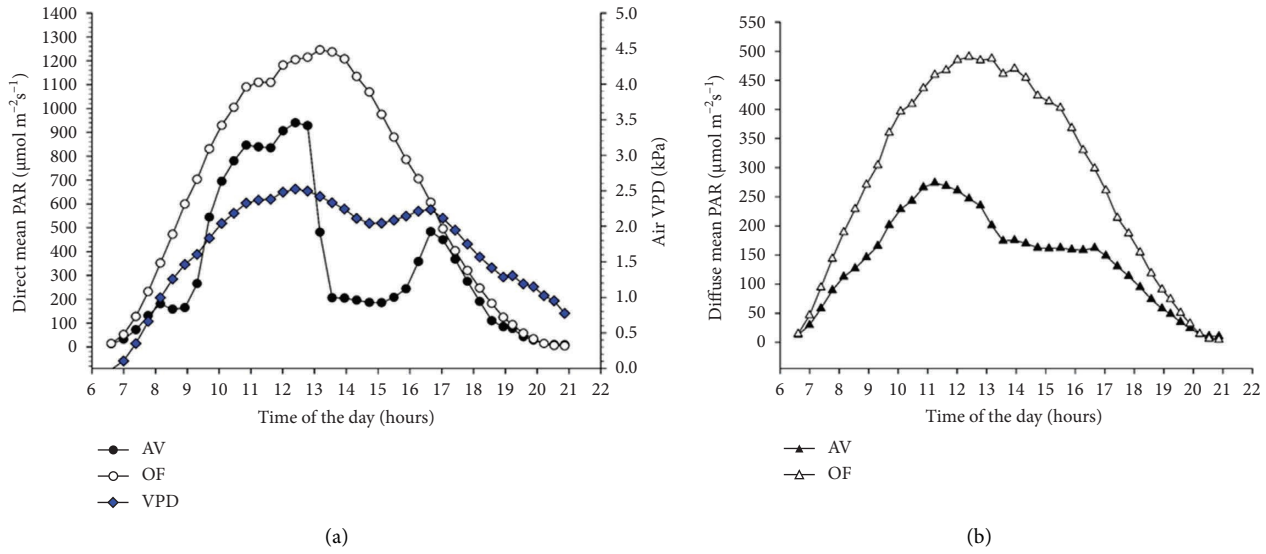 1400
1300
1200
1100
1000
900
800
700
600
500
400
300
200
100
0
Direct mean PAR (μmol m−2s−1)
5.0
4.5
4.0
3.5
3.0
2.5
2.0
1.5
1.0
0.5
0.0
Air VPD (kPa)
6 7 8 9 10 11 12 13 14 15 16 17 18 19 20 21 22
Time of the day (hours)
AV
OF
VPD
(a)
550
500
450
400
350
300
250
200
150
100
50
0
Diffuse mean PAR (μmol m−2s−1)
6 7 8 9 10 11 12 13 14 15 16 17 18 19 20 21 22
Time of the day (hours)
AV
OF
(b)